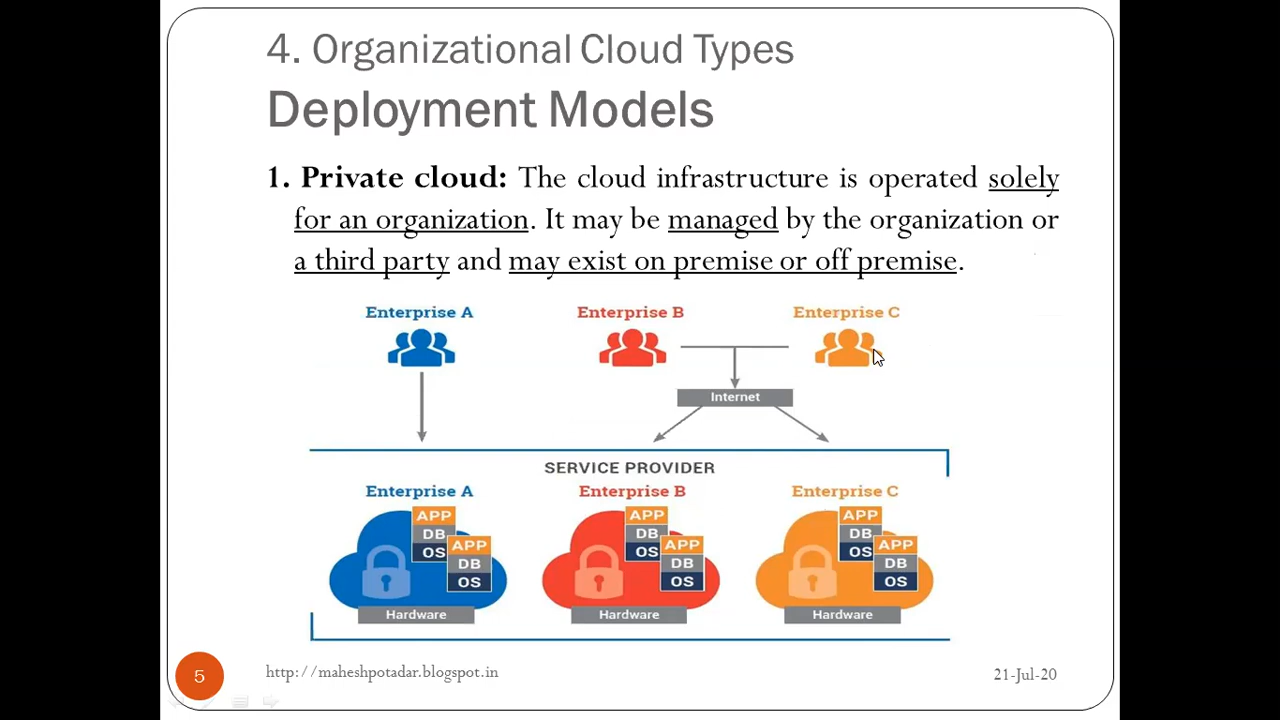 4. Organizational Cloud Types
Deployment Models
1. Private cloud: The cloud infrastructure is operated solely
for an organization. It may be managed by the organization or
a third party and may exist on premise or off premise.
Enterprise A
Enterprise B
Enterprise C
Internet
SERVICE PROVIDER
Enterprise A
Enterprise B
Enterprise C
APP
DB
OS
APP
DB
OS
Hardware
APP
DB
OS
APP
DB
OS
Hardware
APP
DB
OS
APP
DB
OS
Hardware
5
http://maheshpotadar.blogspot.in
21-Jul-20